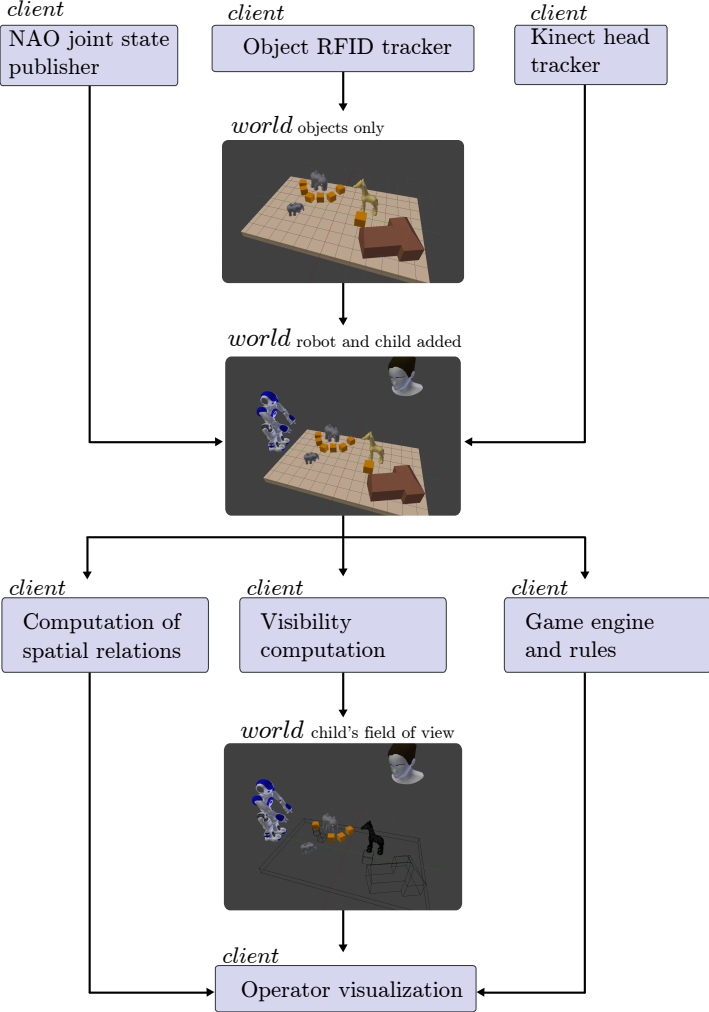 client
NAO joint state
publisher
client
Object RFID tracker
client
Kinect head
tracker
world objects only
world robot and child added
client
Computation of
spatial relations
client
Visibility
computation
client
Game engine
and rules
world child's field of view
client
Operator visualization